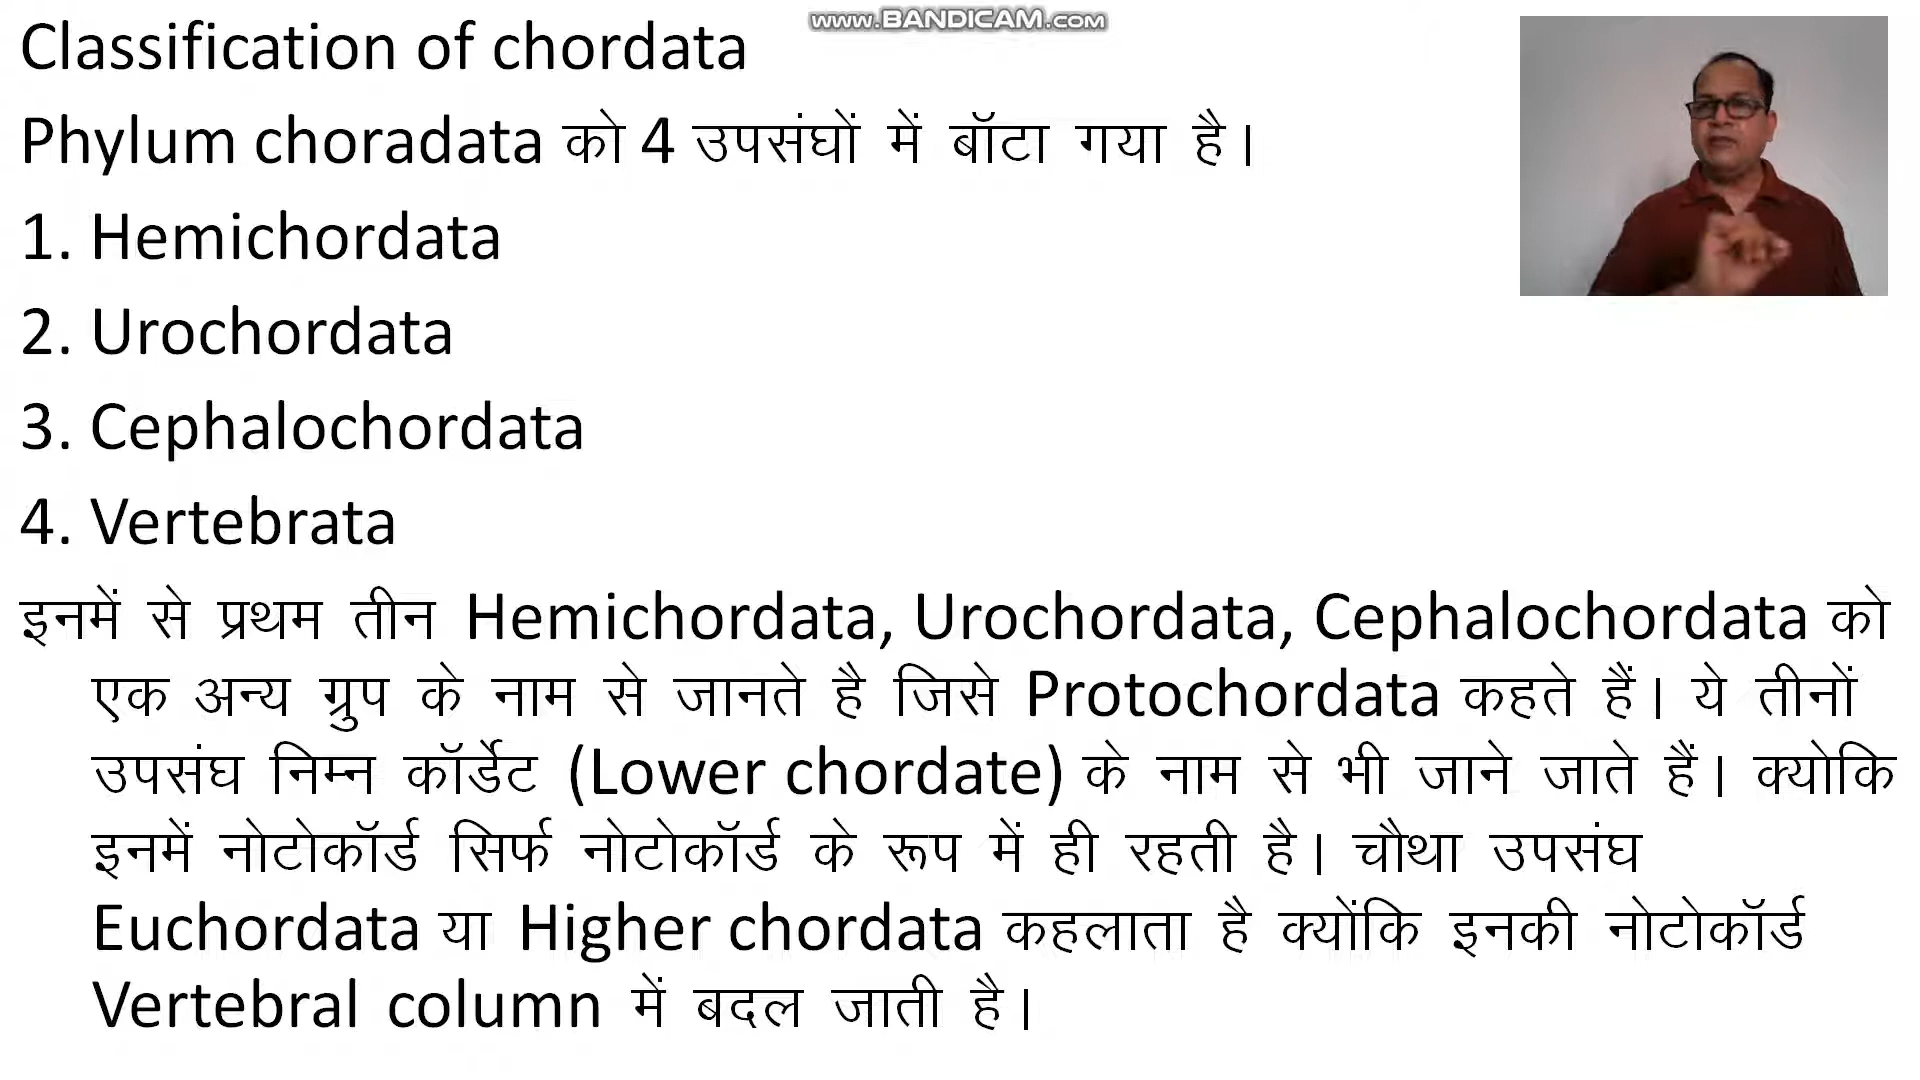 www.BANDICAM.com
Classification of chordata
Phylum choradata को 4 उपसंघों में बॉटा गया है।
1. Hemichordata
2. Urochordata
3. Cephalochordata
4. Vertebrata
इनमें से प्रथम तीन Hemichordata, Urochordata, Cephalochordata को
एक अन्य ग्रुप के नाम से जानते है जिसे Protochordata कहते हैं। ये तीनों
उपसंघ निम्न कॉर्डेट (Lower chordate) के नाम से भी जाने जाते हैं। क्योकि
इनमें नोटोकॉर्ड सिर्फ नोटोकॉर्ड के रूप में ही रहती है। चौथा उपसंघ
Euchordata या Higher chordata कहलाता है क्योंकि इनकी नोटोकॉर्ड
Vertebral column में बदल जाती है।